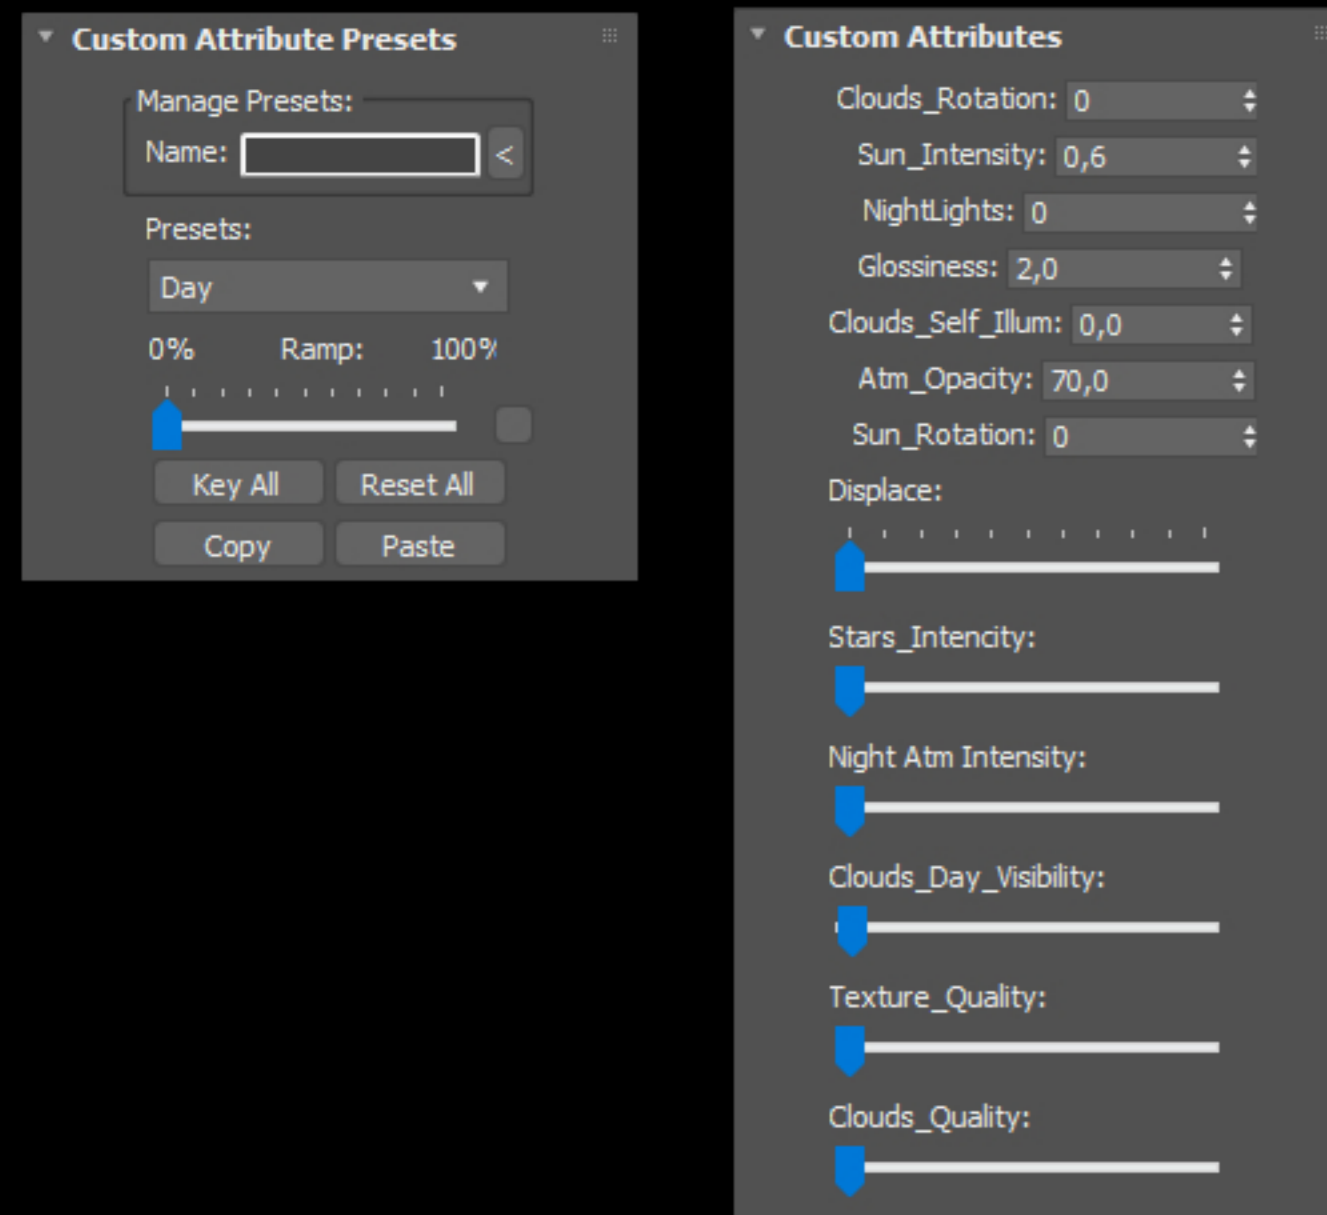 Custom Attribute Presets
Manage Presets:
Name: <
Presets:
Day
0% Ramp: 100%
Key All Reset All
Copy Paste
Custom Attributes
Clouds_Rotation: 0
Sun_Intensity: 0,6
NightLights: 0
Glossiness: 2,0
Clouds_Self_Illum: 0,0
Atm_Opacity: 70,0
Sun_Rotation: 0
Displace:
Stars_Intencity:
Night Atm Intensity:
Clouds_Day_Visibility:
Texture_Quality:
Clouds_Quality: